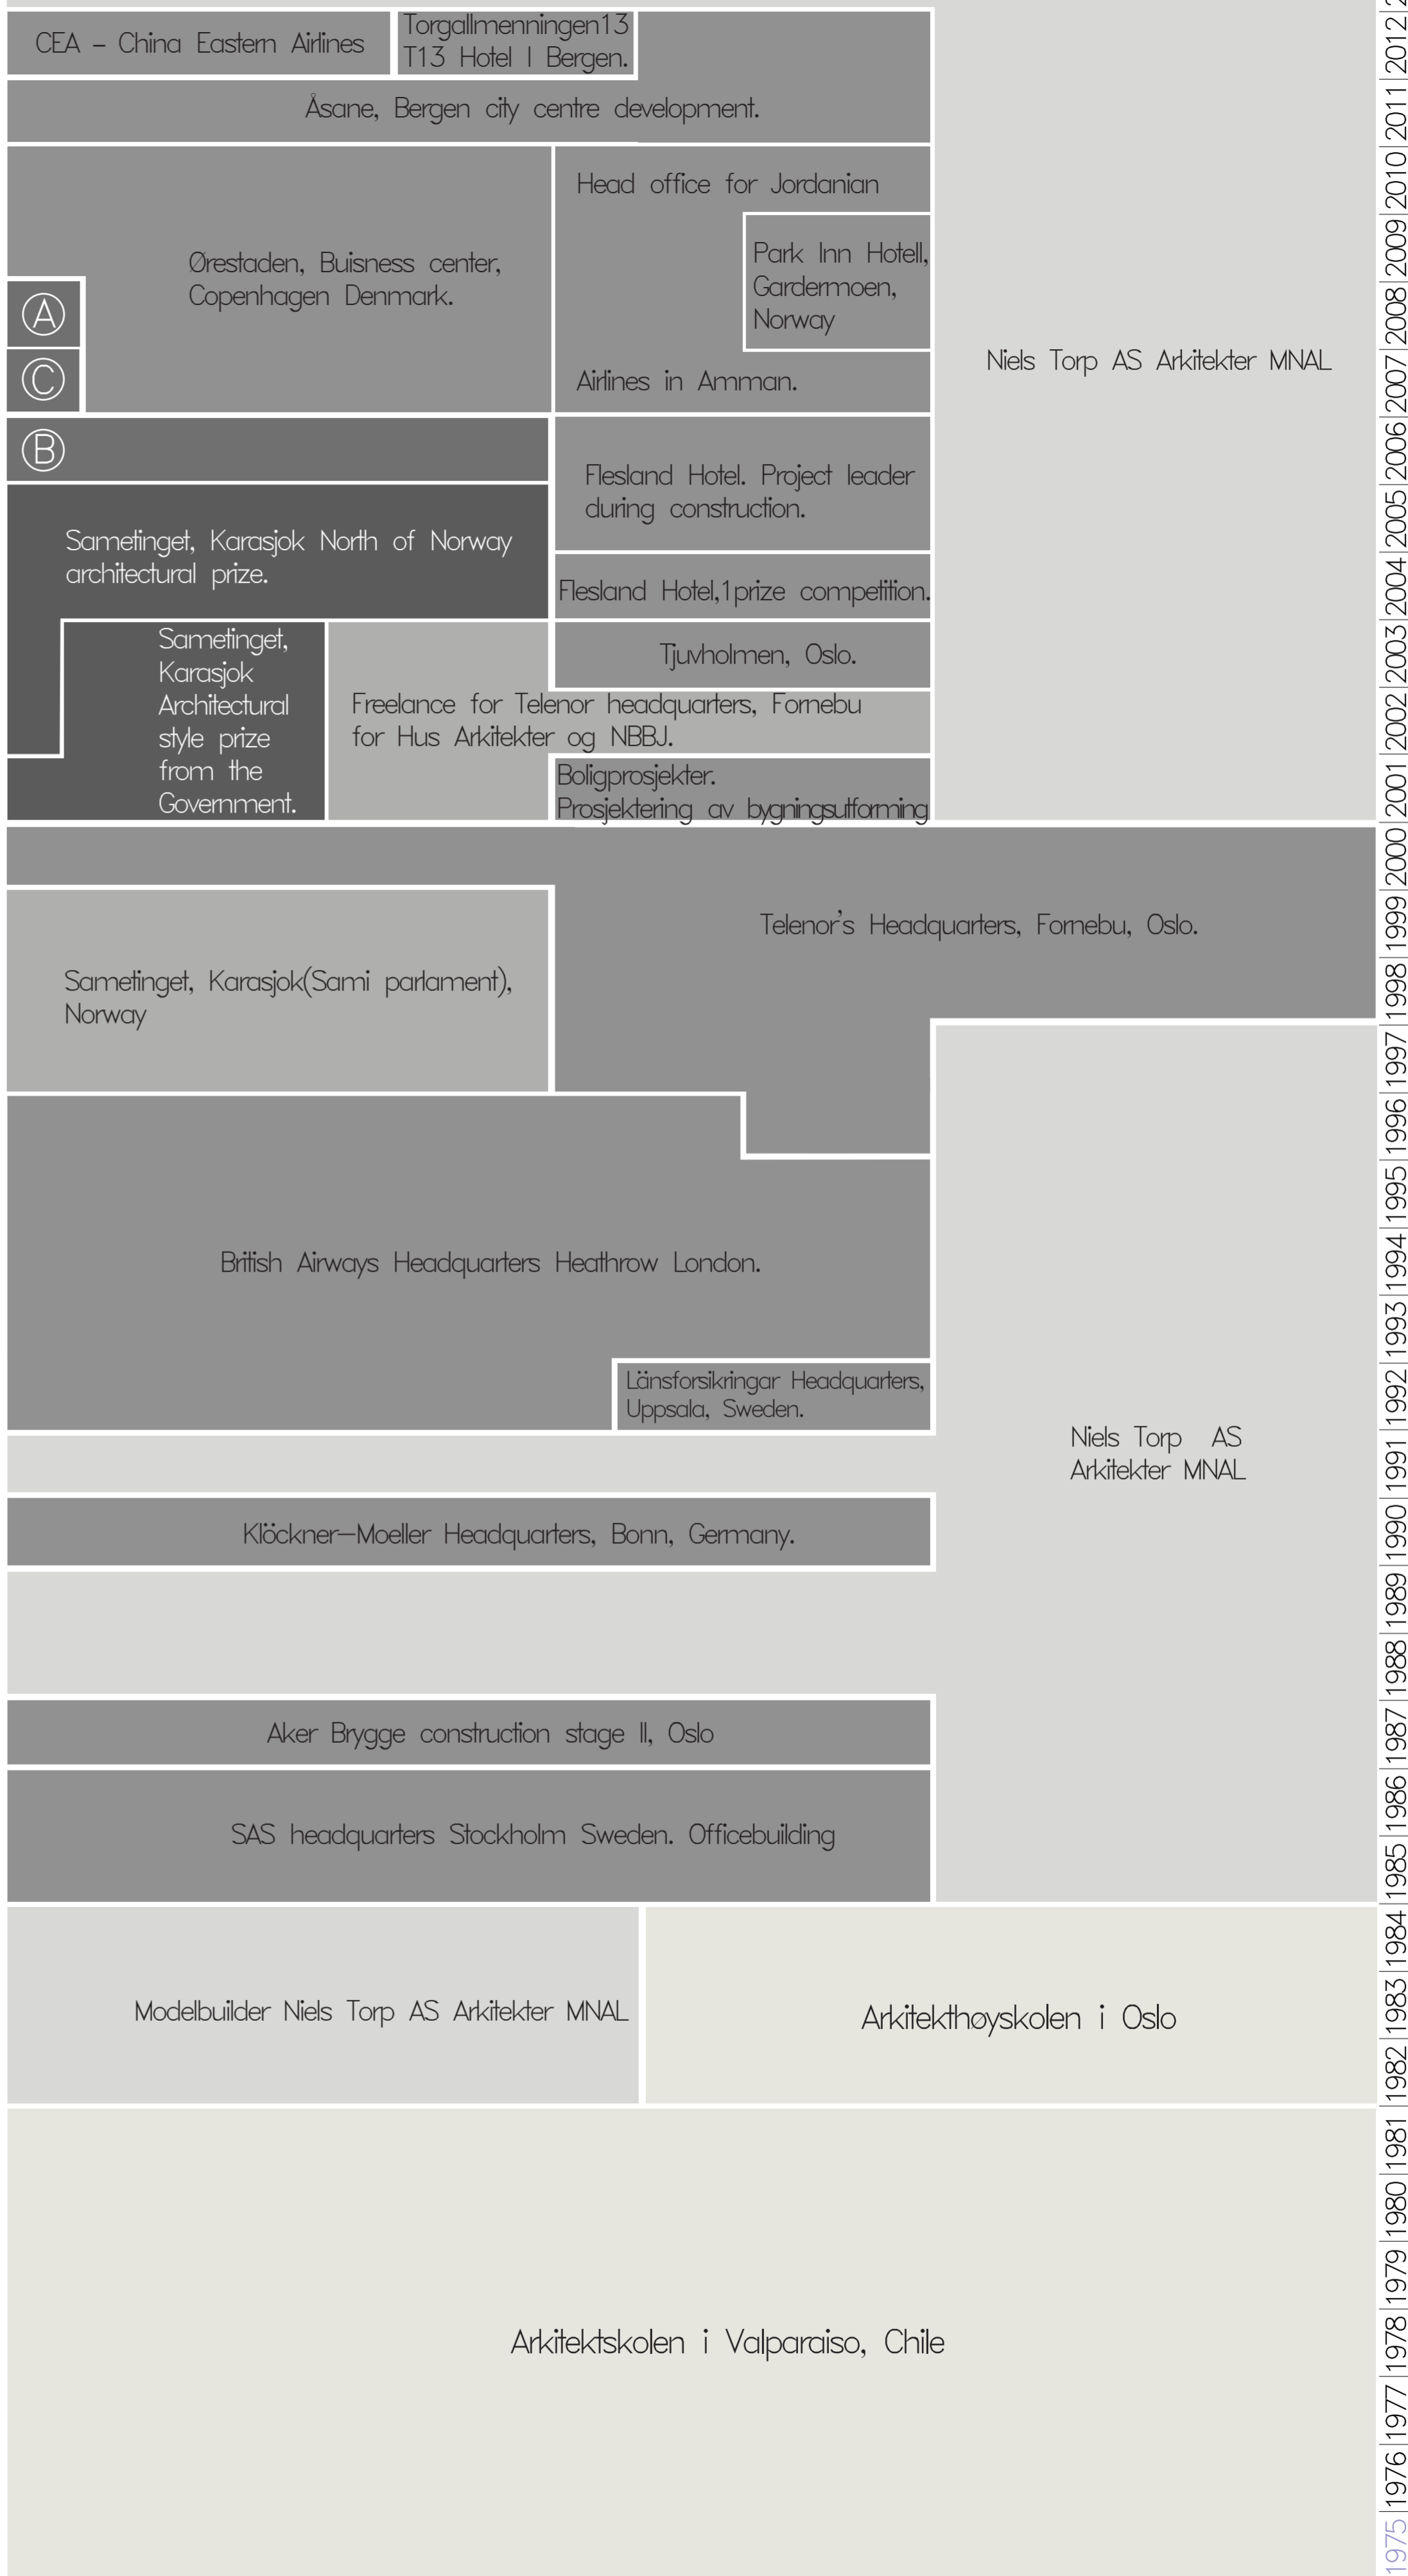 CEA - China Eastern Airlines
Torgallmenningen13
T13 Hotel I Bergen.
Åsane, Bergen city centre development.
Head office for Jordanian
Airlines in Amman.
Park Inn Hotell,
Gardermoen,
Norway
Ørestaden, Buisness center,
Copenhagen Denmark.
A
C
B
Niels Torp AS Arkitekter MNAL
Flesland Hotel. Project leader
during construction.
Sametinget, Karasjok North of Norway
architectural prize.
Flesland Hotel,1prize competition.
Sametinget,
Karasjok
Architectural
style prize
from the
Government.
Tjuvholmen, Oslo.
Freelance for Telenor headquarters, Fornebu
for Hus Arkitekter og NBBJ.
Boligprosjekter.
Prosjektering av bygningsutforming
Telenor's Headquarters, Fornebu, Oslo.
Sametinget, Karasjok(Sami parlament),
Norway
British Airways Headquarters Heathrow London.
Länsforsikringar Headquarters,
Uppsala, Sweden.
Niels Torp AS
Arkitekter MNAL
Klöckner-Moeller Headquarters, Bonn, Germany.
Aker Brygge construction stage II, Oslo
SAS headquarters Stockholm Sweden. Officebuilding
Modelbuilder Niels Torp AS Arkitekter MNAL
Arkitekthøyskolen i Oslo
Arkitektskolen i Valparaiso, Chile
1975|1976|1977|1978|1979|1980|1981|1982|1983|1984|1985|1986|1987|1988|1989|1990|1991|1992|1993|1994|1995|1996|1997|1998|1999|2000|2001|2002|2003|2004|2005|2006|2007|2008|2009|2010|2011|2012|